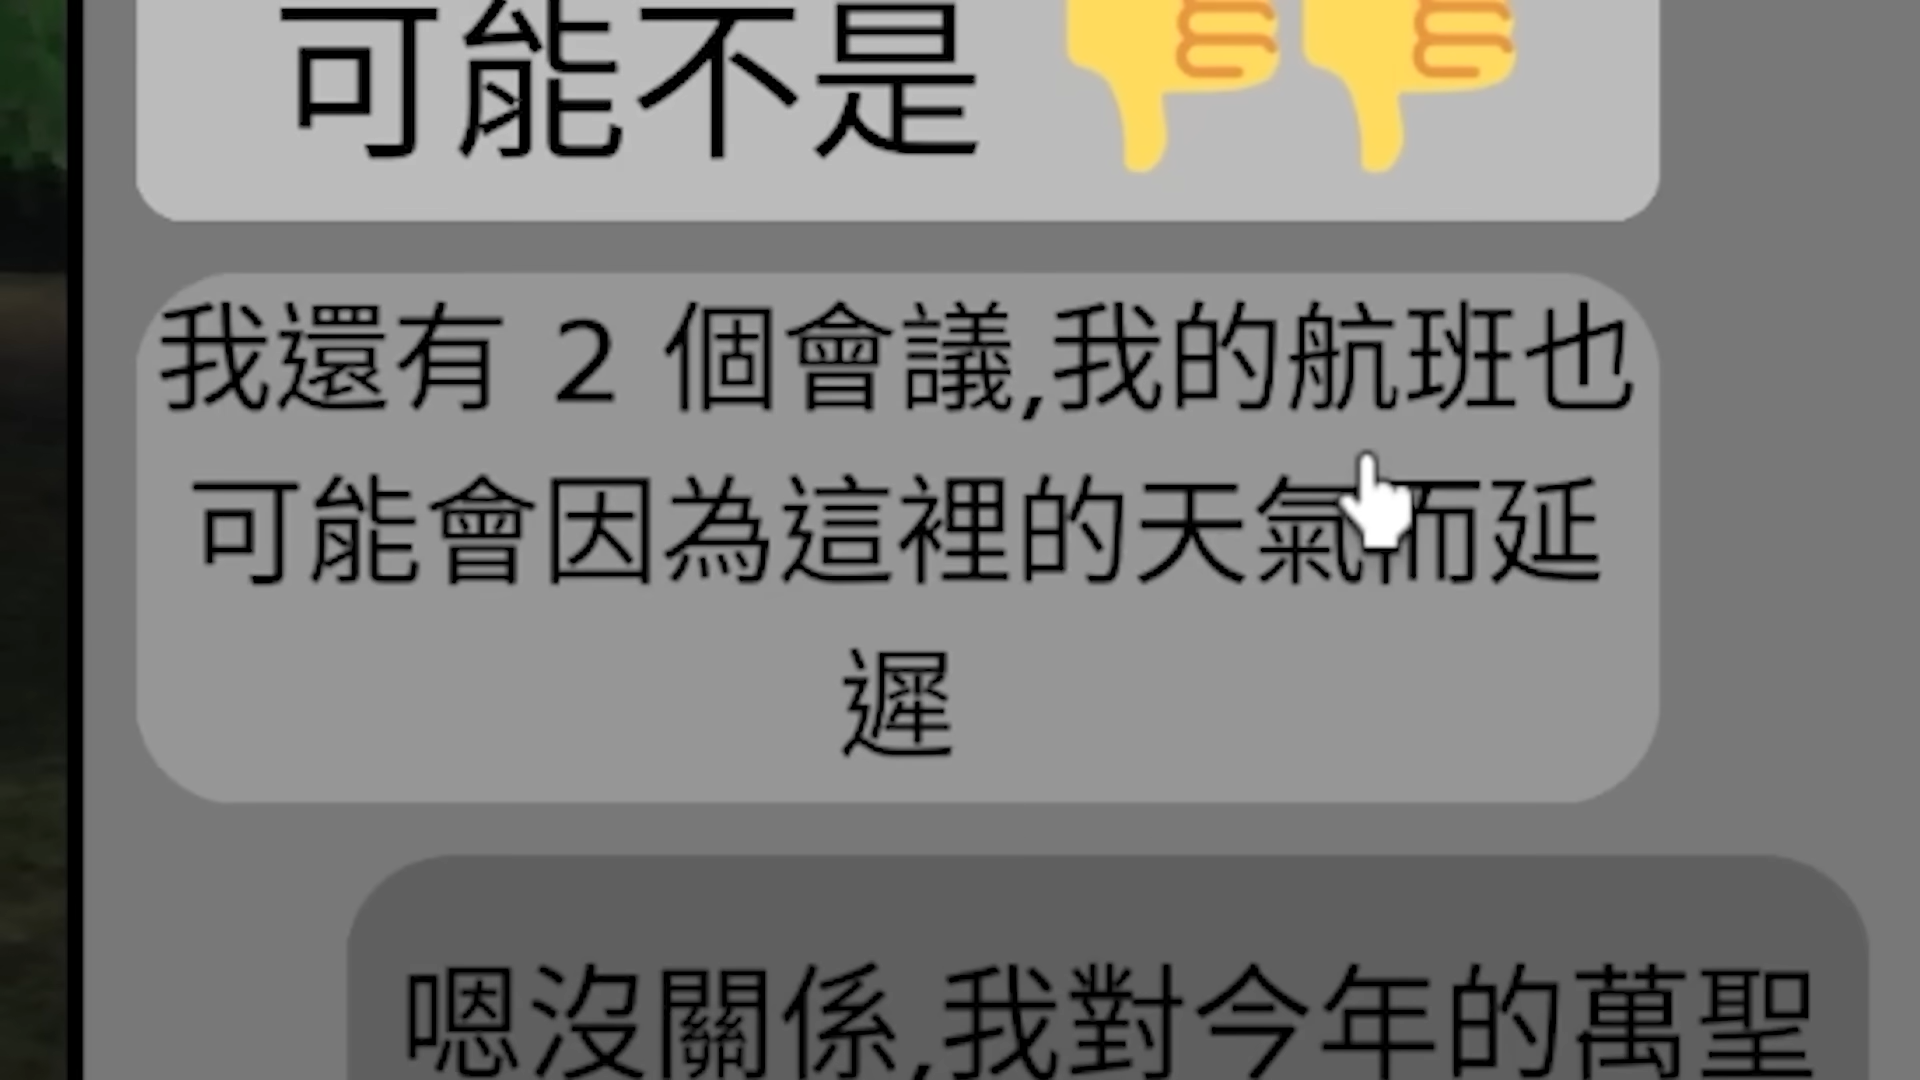 可能不是 👎👎
我還有 2 個會議,我的航班也
可能會因為這裡的天氣而延
遲
嗯沒關係,我對今年的萬聖